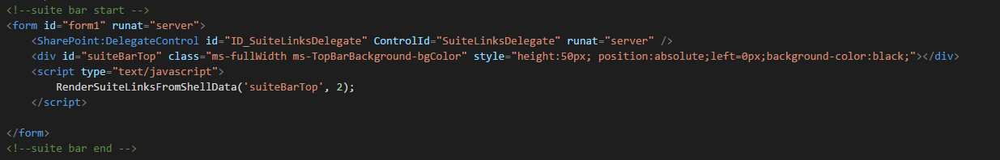 <!--suite bar start -->
<form id="form1" runat="server">
    <SharePoint:DelegateControl id="ID_SuiteLinksDelegate" ControlId="SuiteLinksDelegate" runat="server" />
    <div id="suiteBarTop" class="ms-fullWidth ms-TopBarBackground-bgColor" style="height:50px; position:absolute;left=0px;background-color:black;"></div>
    <script type="text/javascript">
        RenderSuiteLinksFromShellData('suiteBarTop', 2);
    </script>

</form>
<!--suite bar end -->